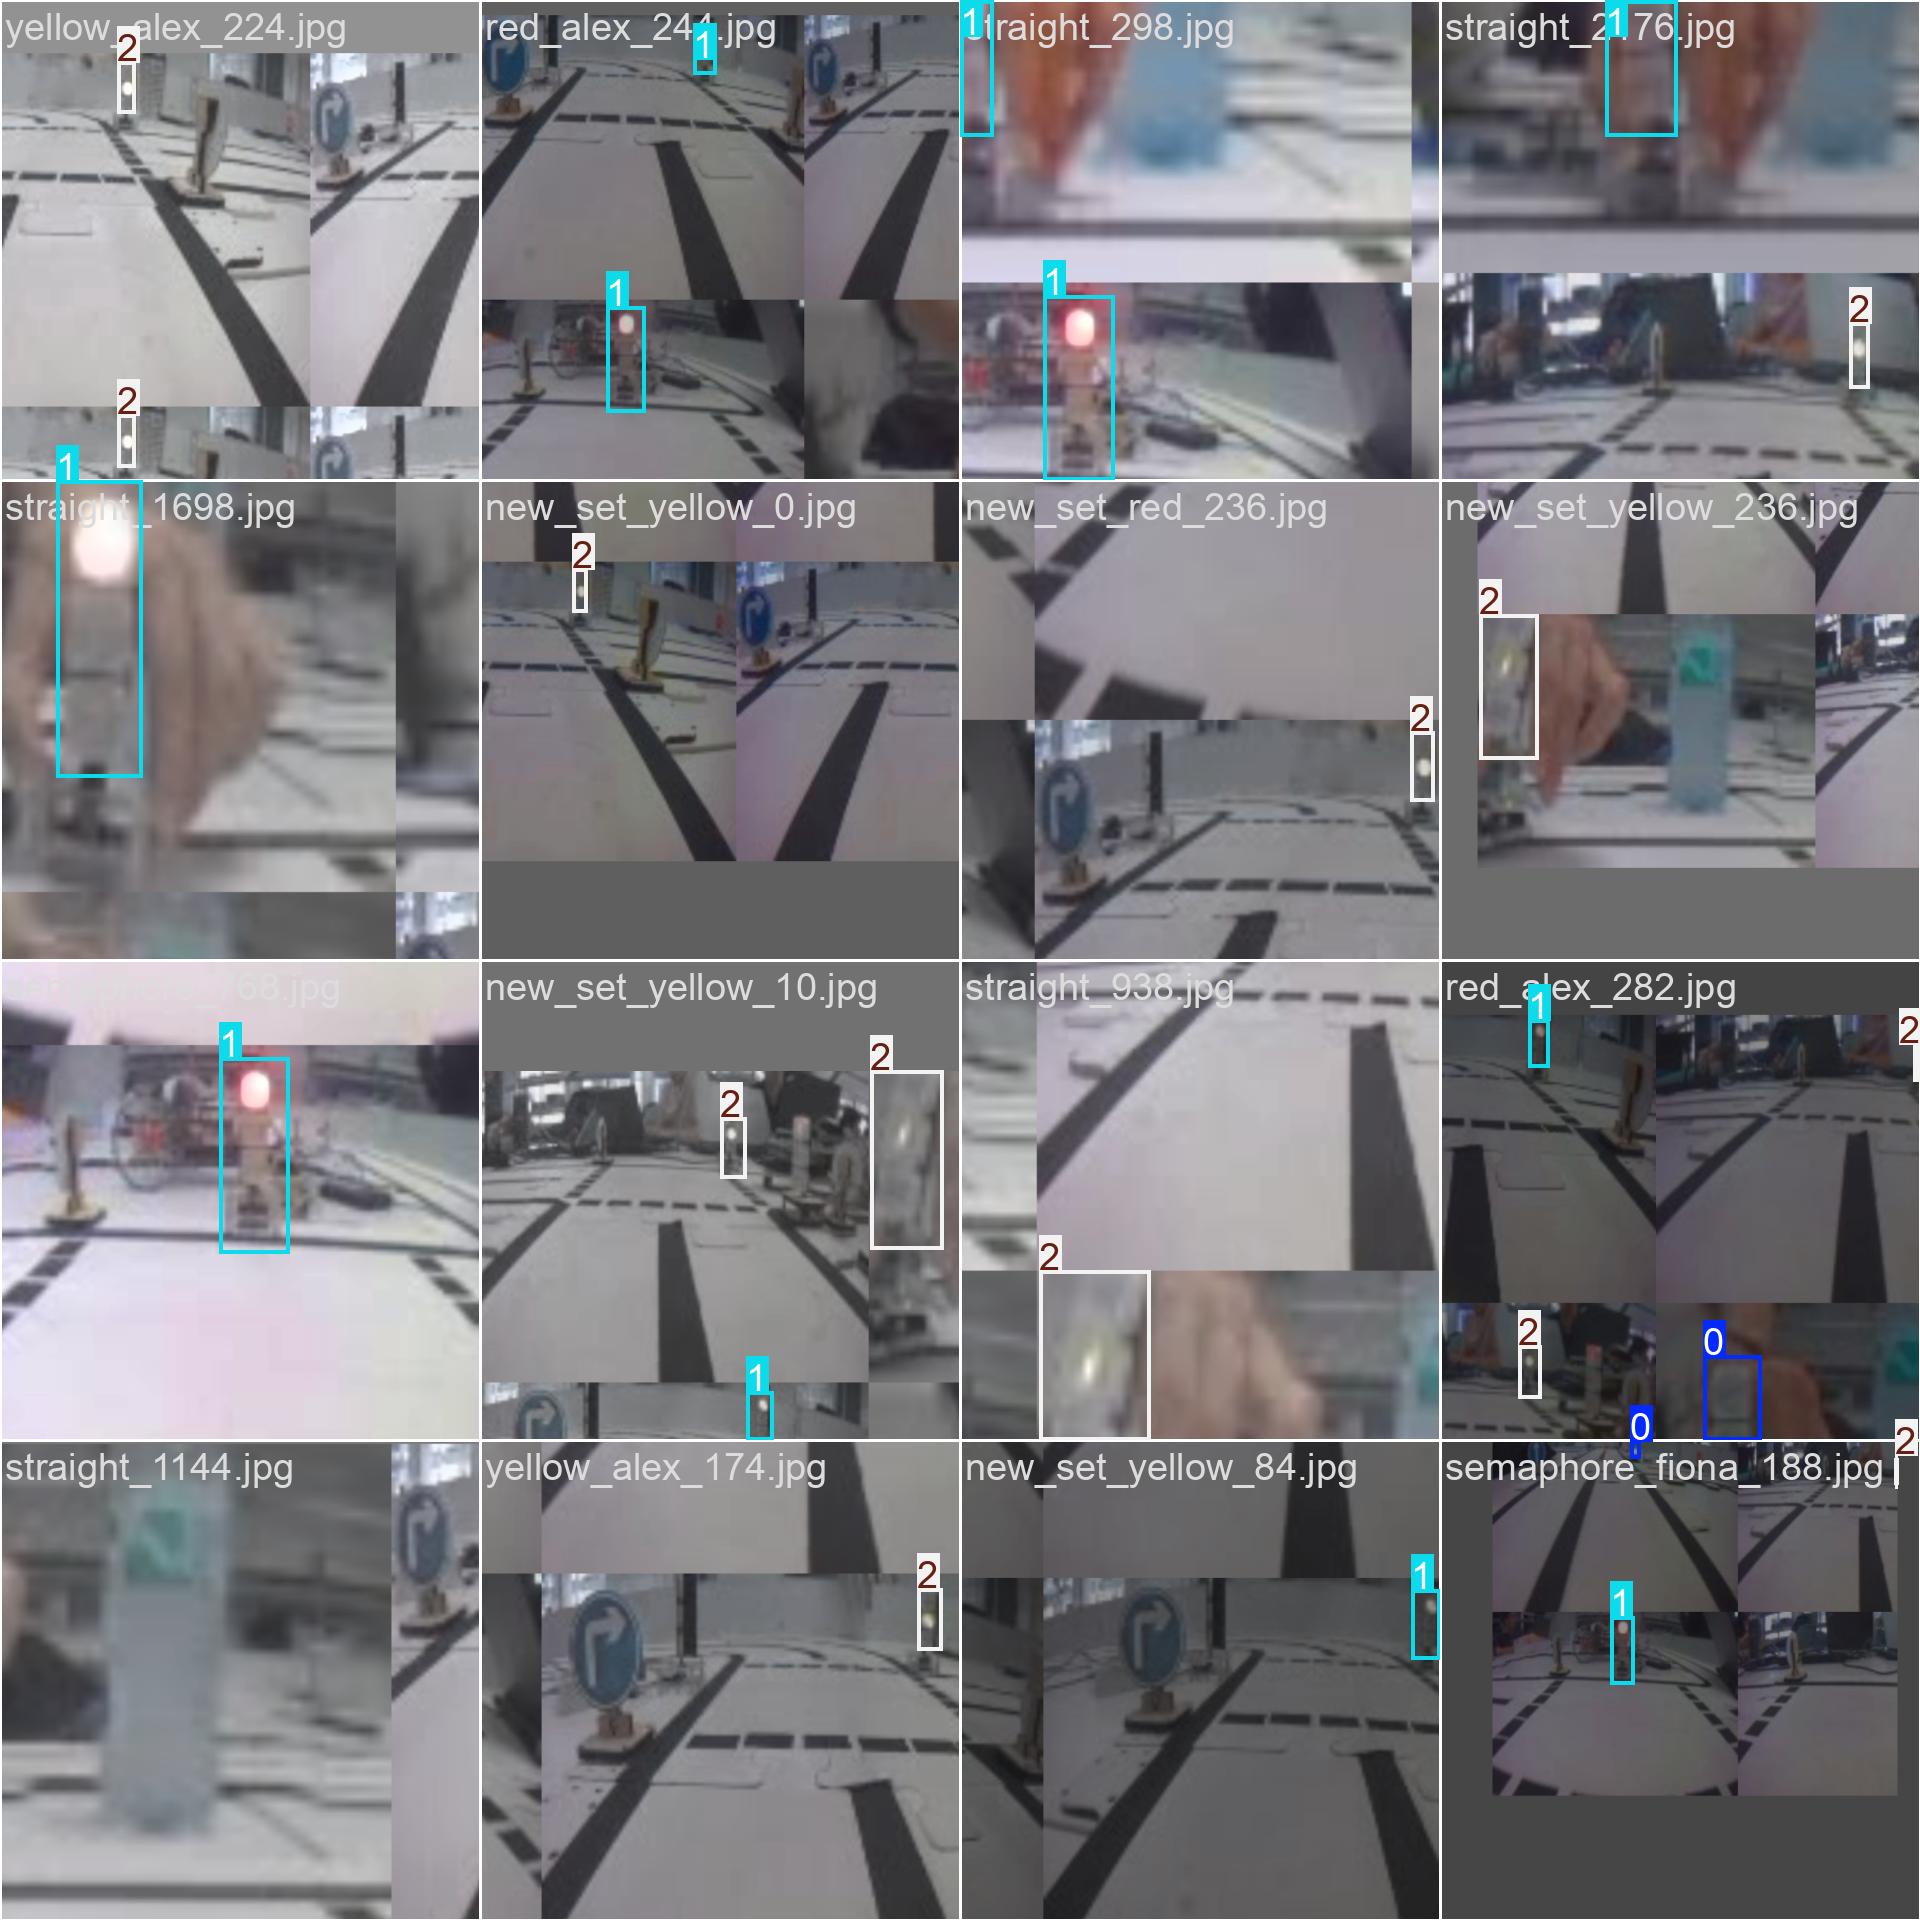 yellow_alex_224.jpg
2
2
1
red_alex_244.jpg
1
1
straight_298.jpg
1
1
1
2
straight_1698.jpg
new_set_yellow_0.jpg
2
new_set_red_236.jpg
2
new_set_yellow_236.jpg
2
1
new_set_yellow_10.jpg
2
2
1
straight_938.jpg
2
red_alex_282.jpg
1
2
2
0
0
straight_1144.jpg
yellow_alex_174.jpg
2
new_set_yellow_84.jpg
1
semaphore_fiona_188.jpg
2
1